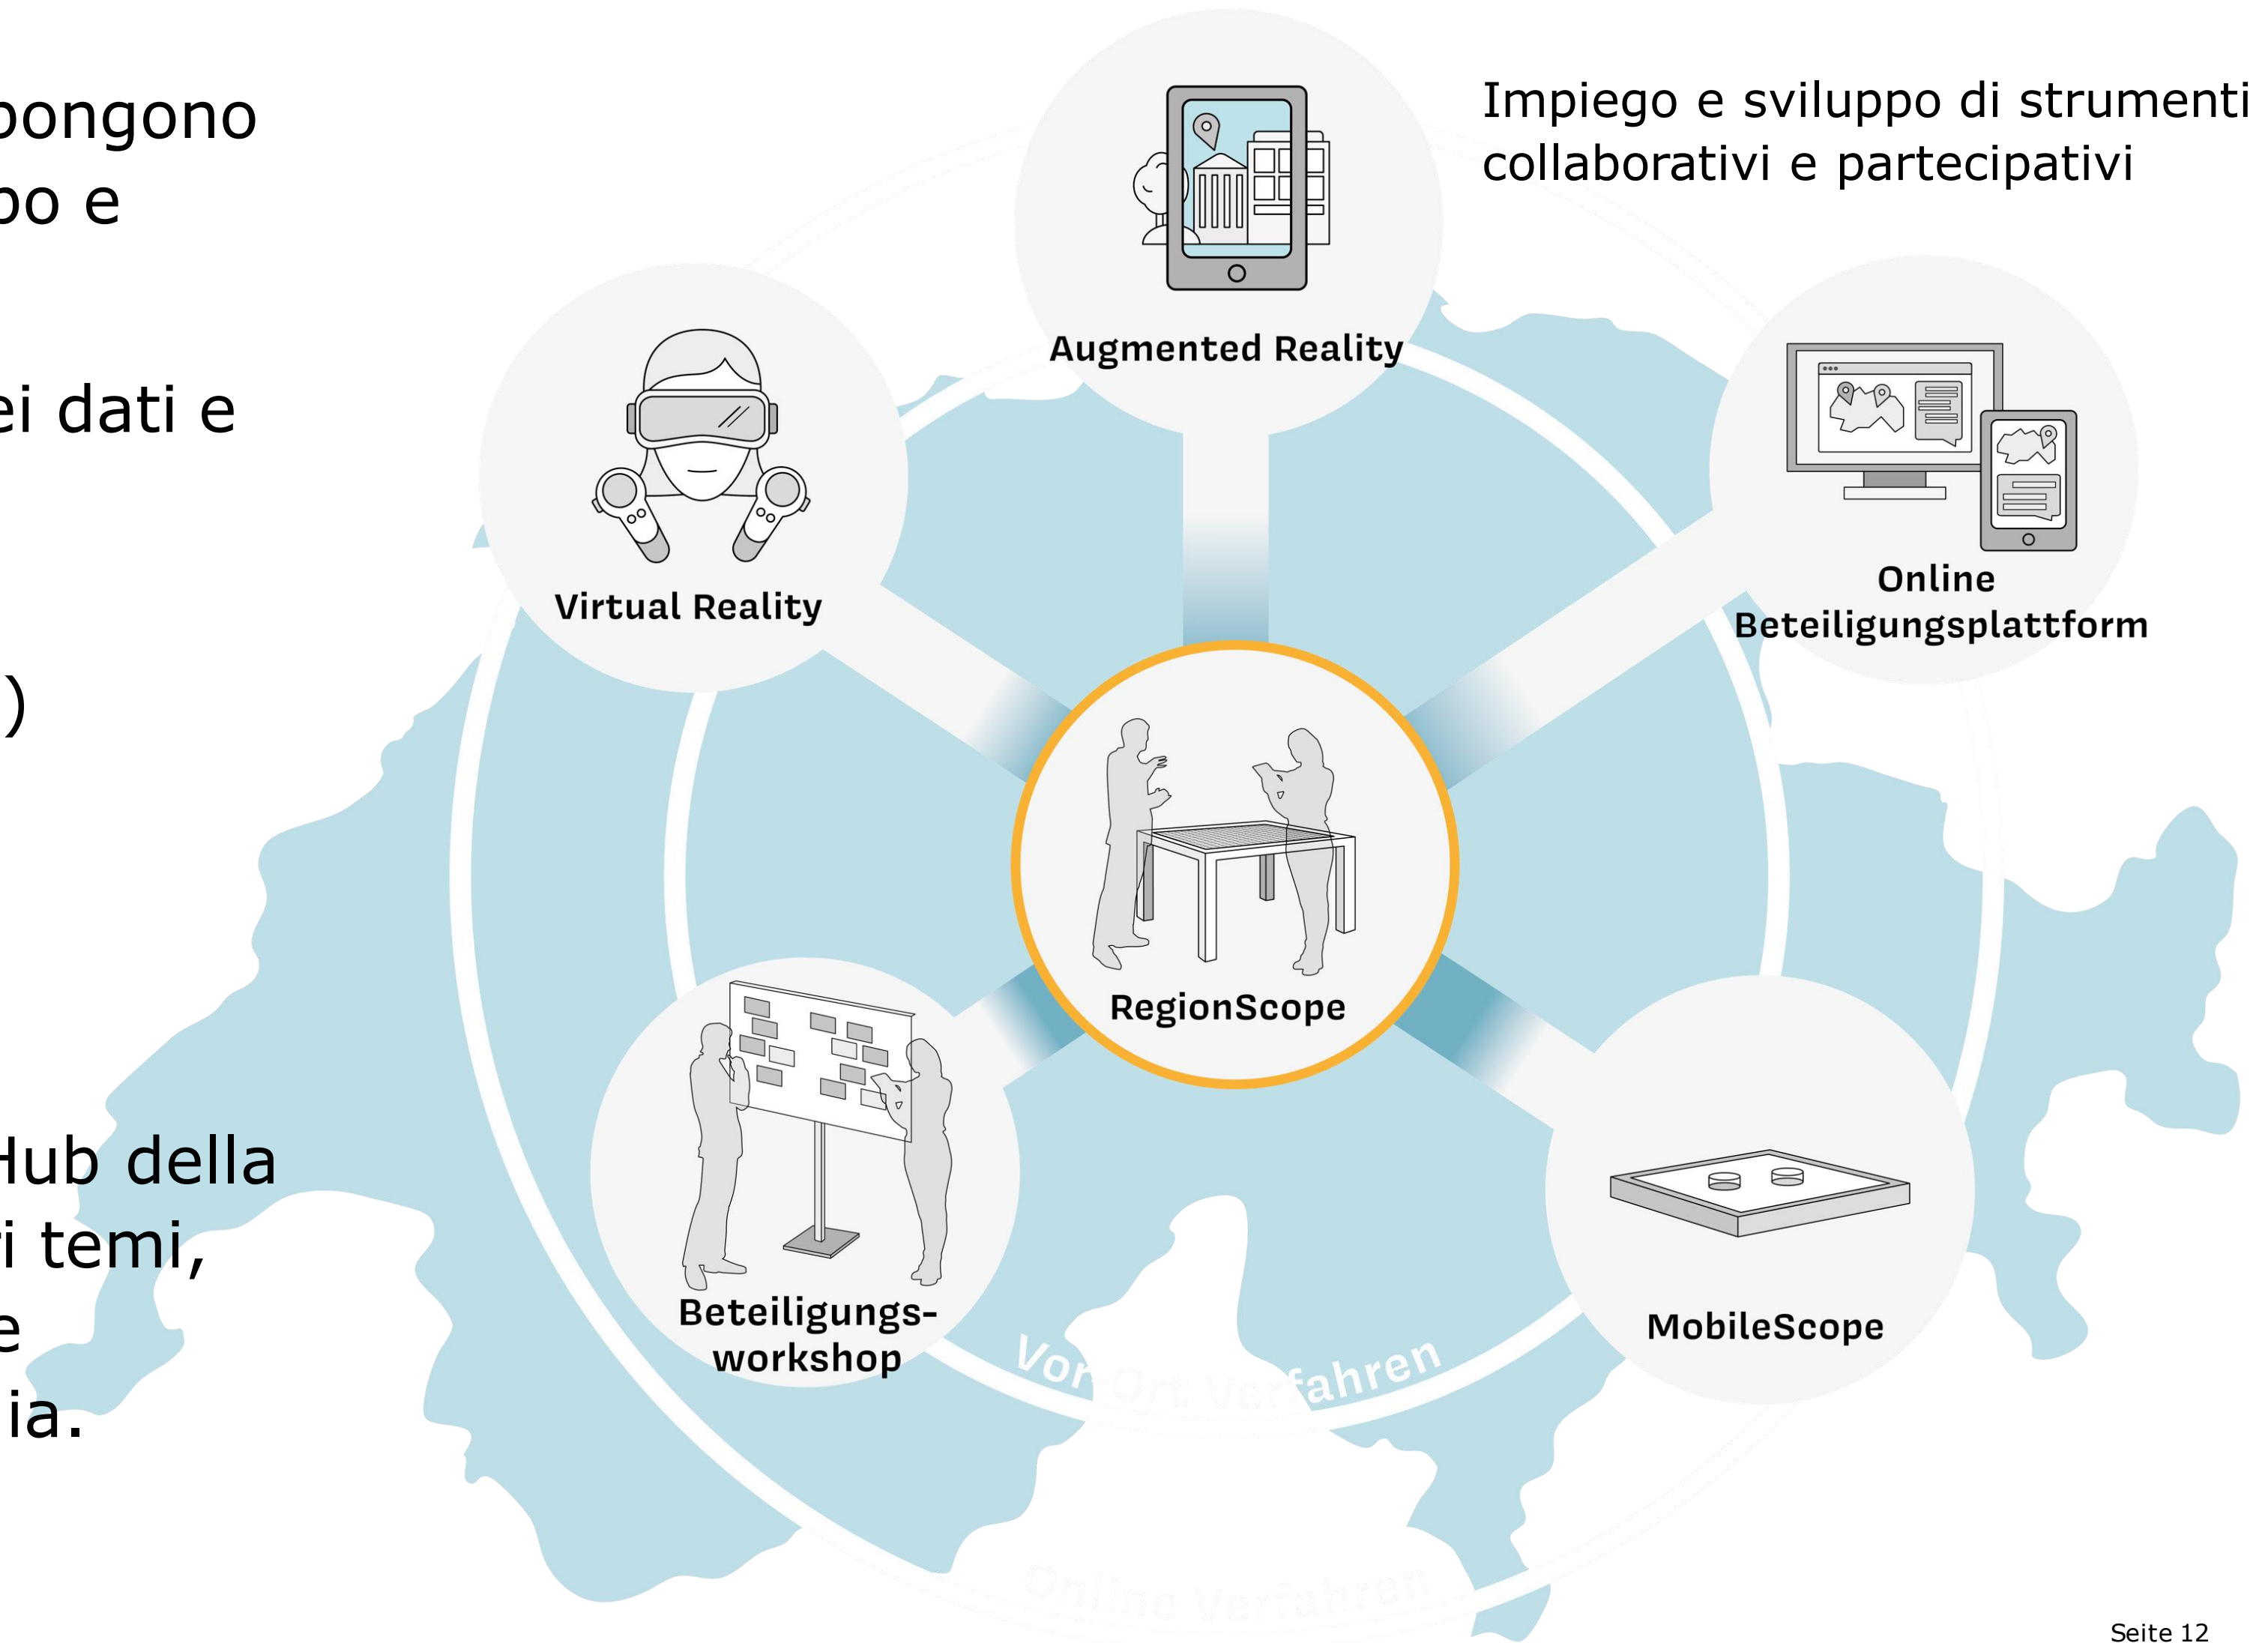 pongono
po e
ei dati e
)
Hub della
i temi,
e
ia.
Impiego e sviluppo di strumenti
collaborativi e partecipativi
Augmented Reality
Virtual Reality
Online
Beteiligungsplattform
RegionScope
Beteiligungs-
workshop
MobileScope
Vor-Ort Verfahren
Online Verfahren
Seite 12